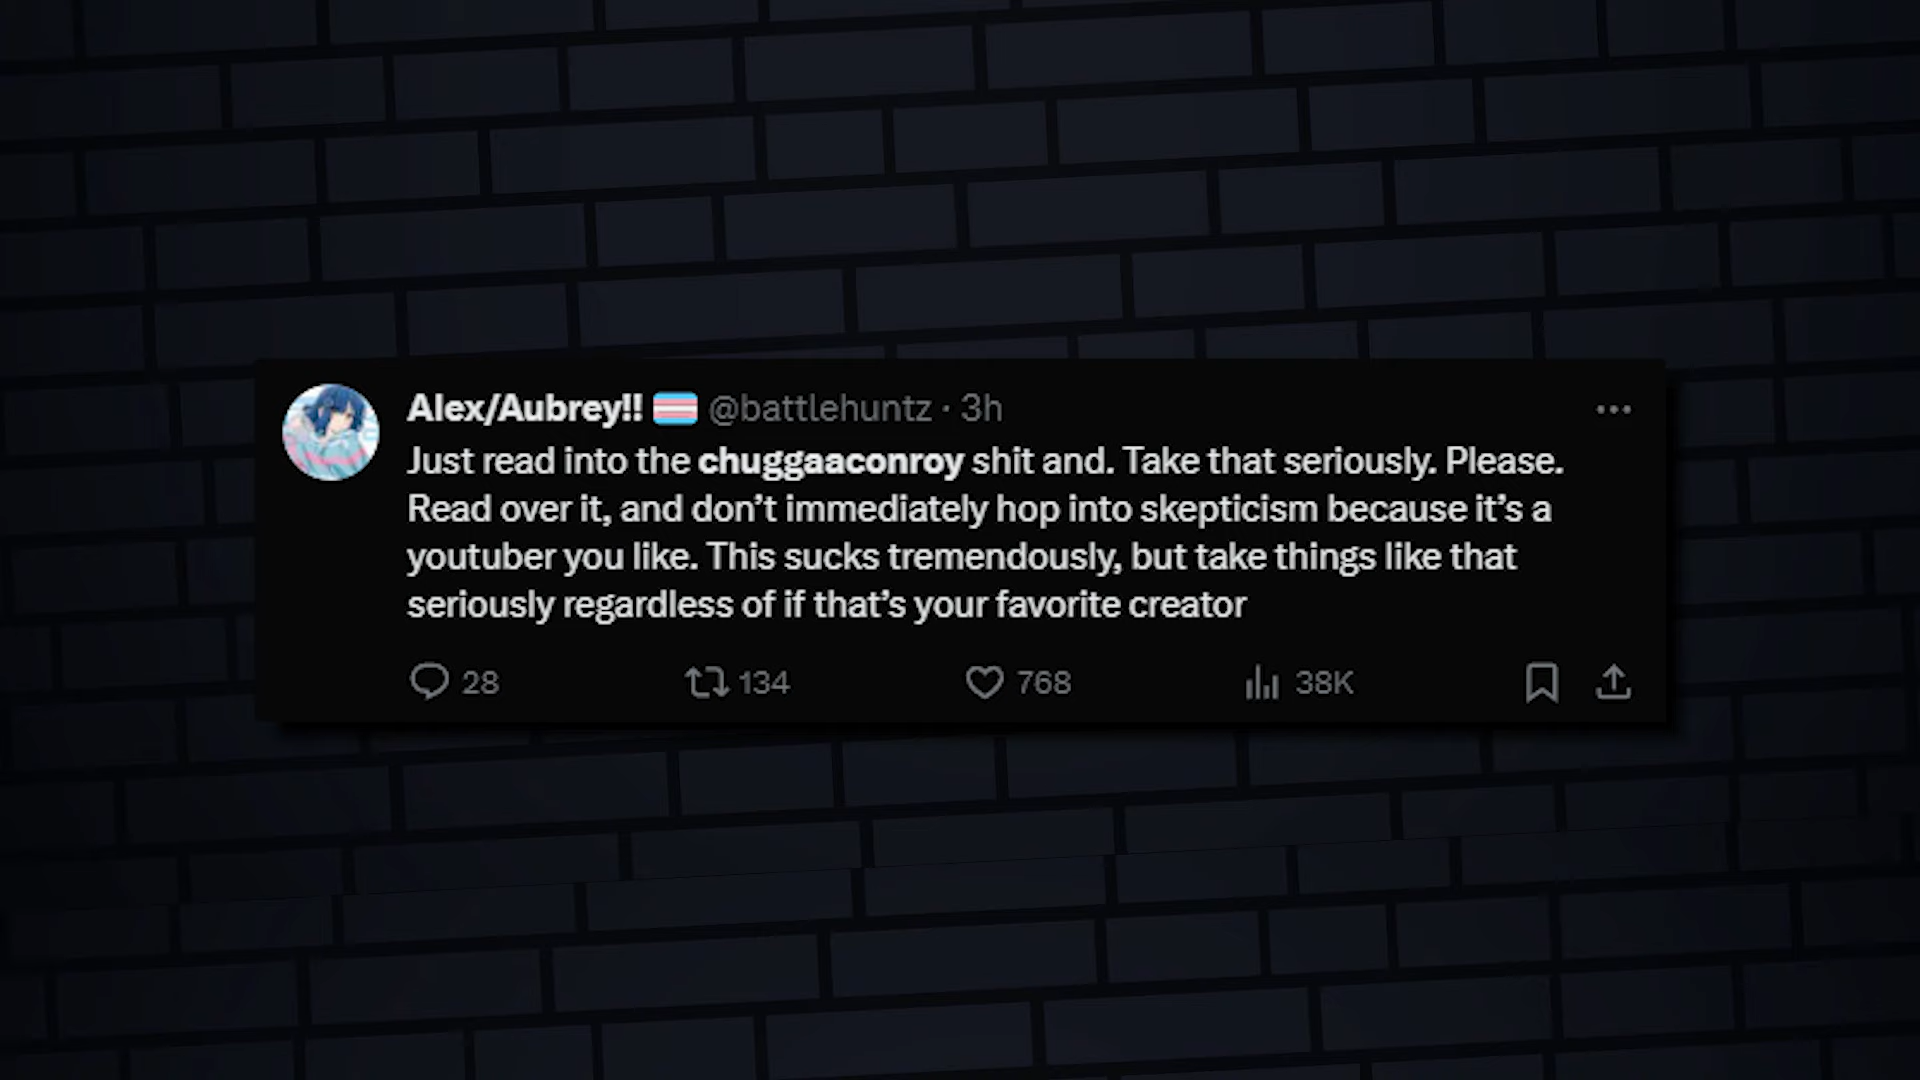 Alex/Aubrey!! @battlehuntz · 3h
Just read into the chuggaaconroy shit and. Take that seriously. Please.
Read over it, and don’t immediately hop into skepticism because it’s a
youtuber you like. This sucks tremendously, but take things like that
seriously regardless of if that’s your favorite creator
28 134 768 38K